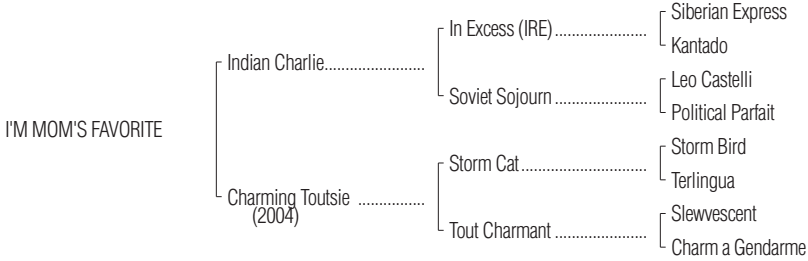 Siberian Express
In Excess (IRE)
Kantado
Indian Charlie
Leo Castelli
Soviet Sojourn
Political Parfait
I'M MOM'S FAVORITE
Storm Bird
Storm Cat
Terlingua
Charming Toutsie
(2004)
Slewvescent
Tout Charmant
Charm a Gendarme